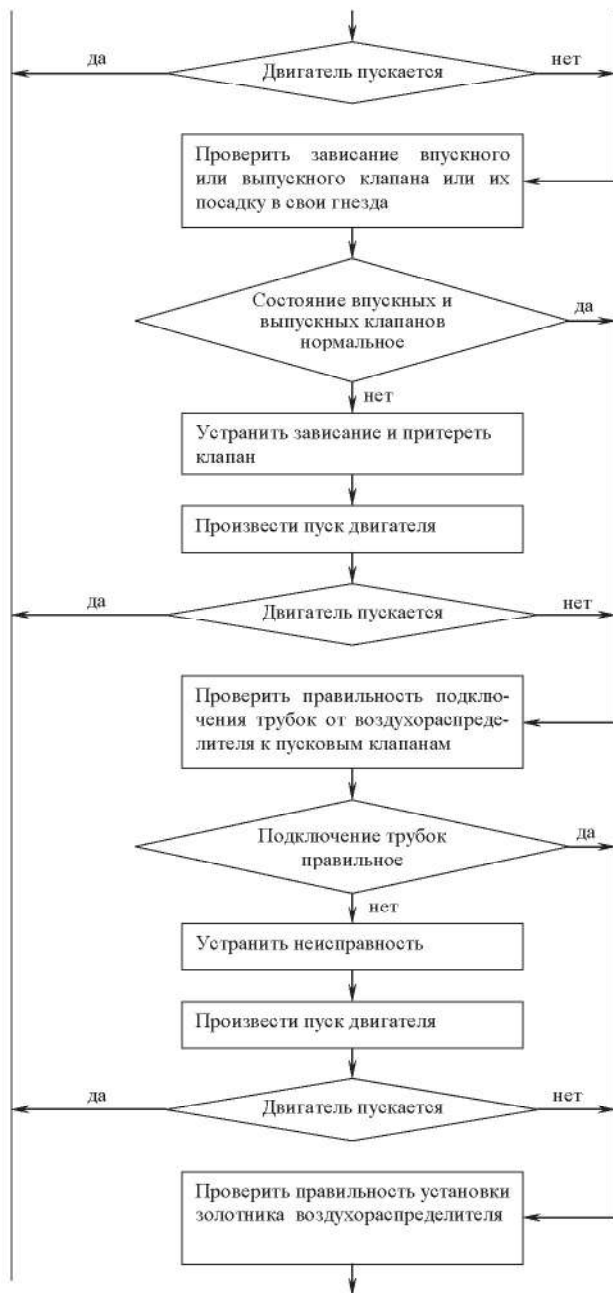 да
Двигатель пускается
нет
Проверить зависание впускного
или выпускного клапана или их
посадку в свои гнезда
Состояние впускных и
выпускных клапанов
нормальное
да
нет
Устранить зависание и притереть
клапан
Произвести пуск двигателя
да
Двигатель пускается
нет
Проверить правильность подклю-
чения трубок от воздухораспреде-
лителя к пусковым клапанам
Подключение трубок
правильное
да
нет
Устранить неисправность
Произвести пуск двигателя
да
Двигатель пускается
нет
Проверить правильность установки
золотника воздухораспределителя